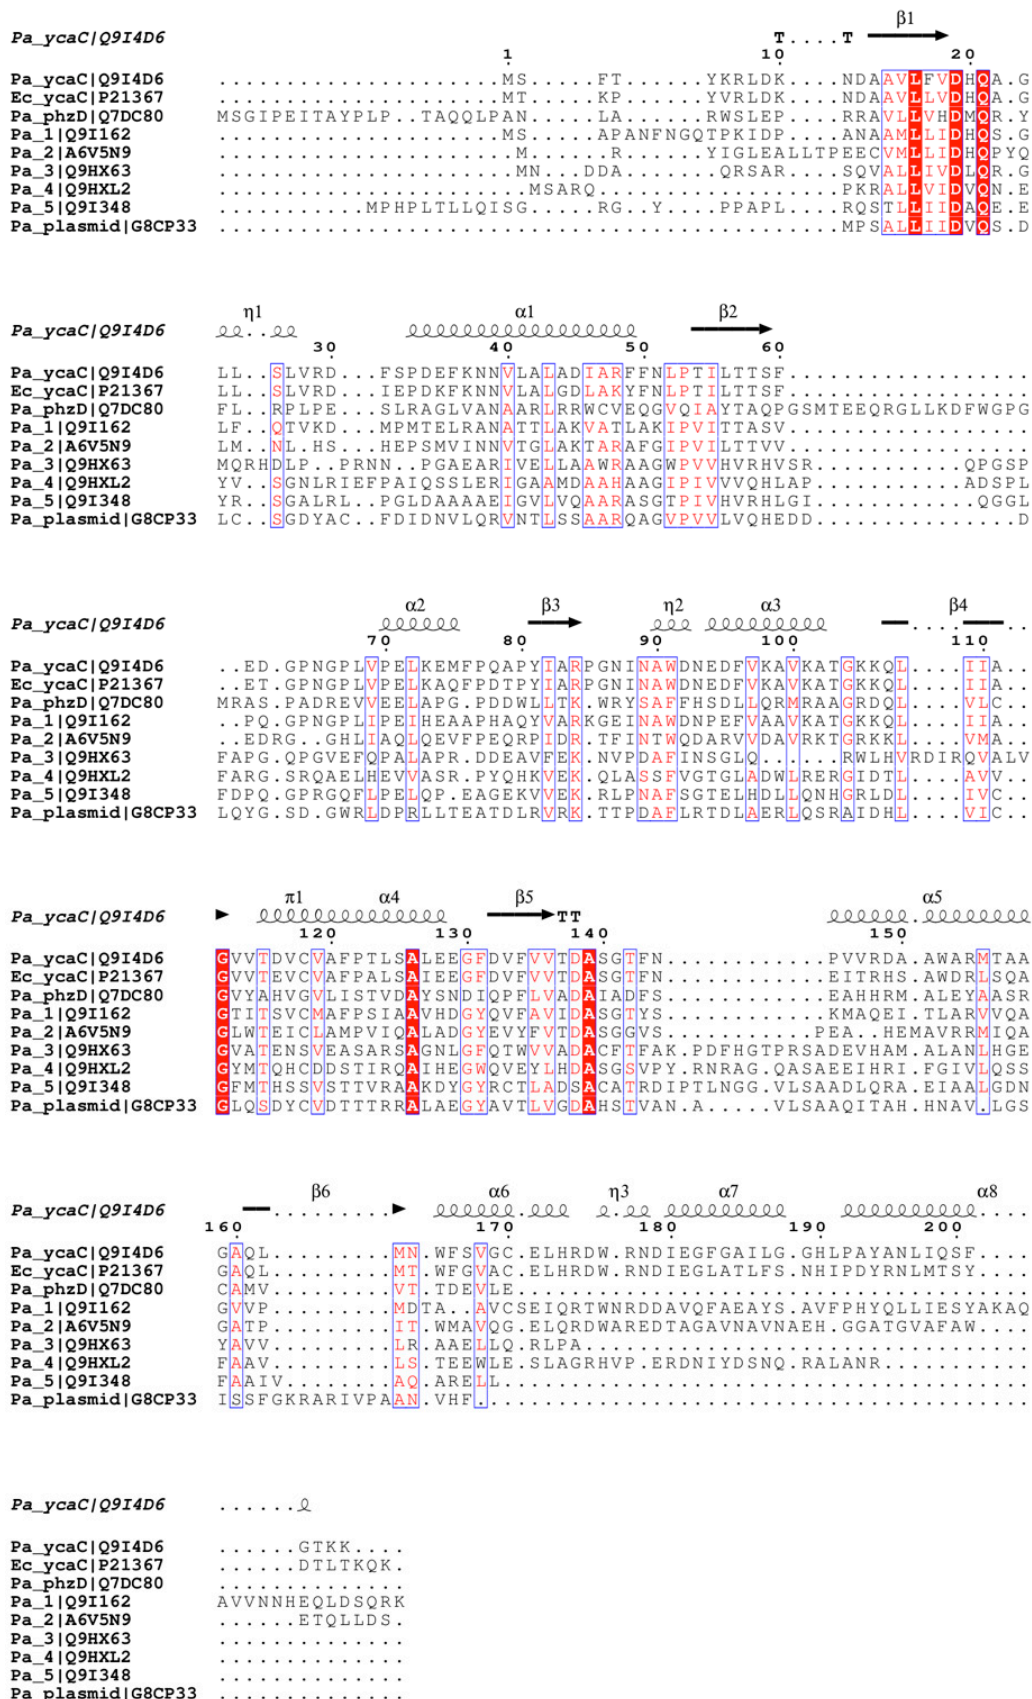 Pa_ycaC|Q9I4D6 T....T β1
1 10 20
Pa_ycaC|Q9I4D6 .....................MS.....FT......YKRLDK....NDAAVLFVDHQA.G
Ec_ycaC|P21367 .....................MT.....KP......YVRLDK....NDAAVLLVDHQA.G
Pa_phzD|Q7DC80 MSGIPEITAYPLP..TAQQLPAN.....LA......RWSLEP....RRAVLLVHDMQR.Y
Pa_1|Q9I162 .....................MS.....APANFNGQTPKIDP....ANAAMLLIDHQS.G
Pa_2|A6V5N9 .....................M.......R......YIGLEALLTPEECVMLLIDHQPYQ
Pa_3|Q9HX63 ......................MN...DDA.......QRSAR....SQVALLIVDLQR.G
Pa_4|Q9HXL2 .......................MSARQ..................PKRALLVIDVQN.E
Pa_5|Q9I348 ...........MPHPLTLLQISG.....RG..Y....PPAPL....RQSTLLIIDAQE.E
Pa_plasmid|G8CP33 ..............................................MPSALLIIDVQS.D
Pa_ycaC|Q9I4D6 η1 α1 β2
30 40 50 60
Pa_ycaC|Q9I4D6 LL..SLVRD...FSPDEFKNNVLALADIARFFNLPTILTTSF..................
Ec_ycaC|P21367 LL..SLVRD...IEPDKFKNNVLALGDLAKYFNLPTILTTSF..................
Pa_phzD|Q7DC80 FL..RPLPE...SLRAGLVANAARLRRWCVEQGVQIAYTAQPGSMTEEQRGLLKDFWGPG
Pa_1|Q9I162 LF..QTVKD...MPMTELRANATTLAKVATLAKIPVITTASV..................
Pa_2|A6V5N9 LM..NL.HS...HEPSMVINNVTGLAKTARAFGIPVILTTVV..................
Pa_3|Q9HX63 MQRHDLP..PRNN..PGAEARIVELLAAWRAAGWPVVHVRHVSR...........QPGSP
Pa_4|Q9HXL2 YV..SGNLRIEFPAIQSSLERIGAAMDAAHAAGIPIVVVQHLAP...........ADSPL
Pa_5|Q9I348 YR..SGALRL..PGLDAAAAEIGVLVQAARASGTPIVHVRHLGI............QGGL
Pa_plasmid|G8CP33 LC..SGDYAC...FDIDNVLQRVNTLSSAARQAGVPVVLVQHEDD...............D
Pa_ycaC|Q9I4D6 α2 β3 η2 α3 β4
70 80 90 100 110
Pa_ycaC|Q9I4D6 ..ED.GPNGPLVPELKEMFPQAPYIARPGNINAWDNEDFVKAVKATGKKQL....IIA..
Ec_ycaC|P21367 ..ET.GPNGPLVPELKAQFPDTPYIARPGNINAWDNEDFVKAVKATGKKQL....IIA..
Pa_phzD|Q7DC80 MRAS.PADREVVEELAPG.PDDWLLTK.WRYSAFFHSDLLQRMRAAGRDQL....VLC..
Pa_1|Q9I162 ..PQ.GPNGPLIPEIHEAAPHAQYVARKGEINAWDNPEFVAAVKATGKKQL....IIA..
Pa_2|A6V5N9 ..EDRG..GHLIAQLQEVFPEQRPIDR.TFINTWQDARVVDAVRKTGRKKL....VMA..
Pa_3|Q9HX63 FAPG.QPGVEFQPALAPR.DDEAVFEK.NVPDAFINSGLQ.....RWLHVRDIRQVALV
Pa_4|Q9HXL2 FARG.SRQAELHEVVASR.PYQHKVEK.QLASSFVGTGLADWLRERGIDTL....AVV..
Pa_5|Q9I348 FDPQ.GPRGQFLPELQP.EAGEKVVEK.RLPNAFSGTELHDLLQNHGRLDL....IVC..
Pa_plasmid|G8CP33 LQYG.SD.GWRLDPRLLTEATDLRVRK.TTPDAFLRTDLAERLQSRAIDHL....VIC..
Pa_ycaC|Q9I4D6 π1 α4 β5 TT α5
120 130 140 150
Pa_ycaC|Q9I4D6 GVVTDVCVAFPTLSALEEGFDVFVVTDASGTFN............PVVRDA.AWARMTAA
Ec_ycaC|P21367 GVVTEVCVAFPALSAIEEGFDVFVVTDASGTFN............EITRHS.AWDRLSQA
Pa_phzD|Q7DC80 GVYAHVGVLISTVDAYSNDIQPFLVADAIADFS............EAHHRM.ALEYAASR
Pa_1|Q9I162 GTITSVCMAFPSIAAVHDGYQVFAVIDASGTYS............KMAQEI.TLARVVQA
Pa_2|A6V5N9 GLWTEICLAMPVIQALADGYEVYFVTDASGGVS...........PEA..HEMAVRRMIQA
Pa_3|Q9HX63 GVATENSVEASARSAGNLGFQTWVVADACFTFAK.PDFHGTPRSADEVHAM.ALANLHGE
Pa_4|Q9HXL2 GYMTQHCDDSTIRQAIHEGWQVEYLHDASGSVPY.RNRAG.QASAEEIHRIFGIVLQSS
Pa_5|Q9I348 GFMTHSSVSTTVRAAKDYGYRCTLADSACATRDIPTLNGG.VLSAADLQRA.EIAALGDN
Pa_plasmid|G8CP33 GLQSDYCVDTTTRRALAEGYAVTLVGDAHSTVAN.A.....VLSAAQITAH.HNAV.LGS
Pa_ycaC|Q9I4D6 β6 α6 η3 α7 α8
160 170 180 190 200
Pa_ycaC|Q9I4D6 GAQL.........MN.WFSVGC.ELHRDW.RNDIEGFGAILG.GHLPAYANLIQSF....
Ec_ycaC|P21367 GAQL.........MT.WFGVAC.ELHRDW.RNDIEGLATLFS.NHIPDYRNLMTSY....
Pa_phzD|Q7DC80 CAMV.........VT.TDEVLE......................................
Pa_1|Q9I162 GVVP.........MDTA..AVCSEIQRTWNRDDAVQFAEAYS.AVFPHYQLLIESYAKAQ
Pa_2|A6V5N9 GATP.........IT.WMAVQG.ELQRDWAREDTAGAVNAVNAEH.GGATGVAFAW....
Pa_3|Q9HX63 YAVV.........LR.AAELLQ.RLPA.................................
Pa_4|Q9HXL2 FAAV.........LS.TEEWLE.SLAGRHVP.ERDNIYDSNQ.RALANR...........
Pa_5|Q9I348 FAAIV........AQ.ARELL.......................................
Pa_plasmid|G8CP33 ISSFGKRARIVPAAN.VHF.........................................
Pa_ycaC|Q9I4D6 ......
Pa_ycaC|Q9I4D6 ......GTKK....
Ec_ycaC|P21367 ......DTLTKQK.
Pa_phzD|Q7DC80 ..............
Pa_1|Q9I162 AVVNNHEQLDSQRK
Pa_2|A6V5N9 ......ETQLLDS.
Pa_3|Q9HX63 ..............
Pa_4|Q9HXL2 ..............
Pa_5|Q9I348 ..............
Pa_plasmid|G8CP33 ..............